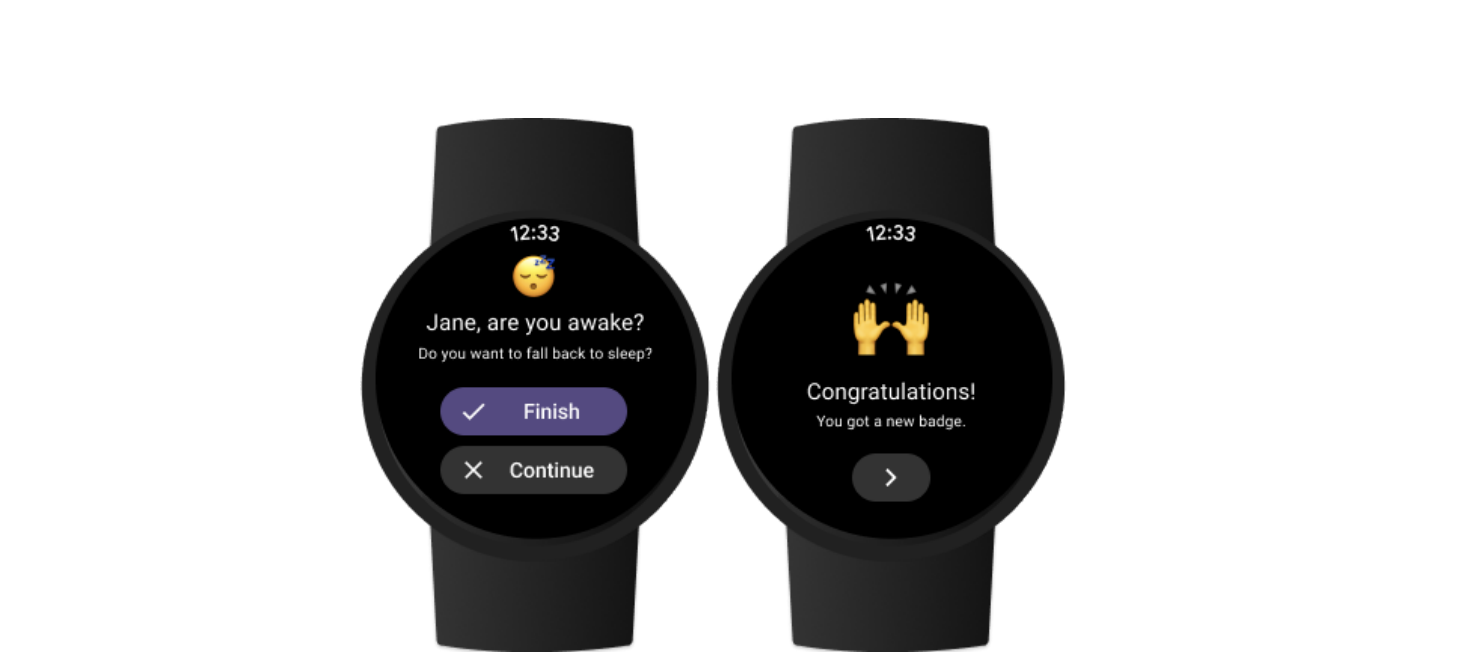 12:33
Jane, are you awake?
Do you want to fall back to sleep?
Finish
Continue
12:33
Congratulations!
You got a new badge.